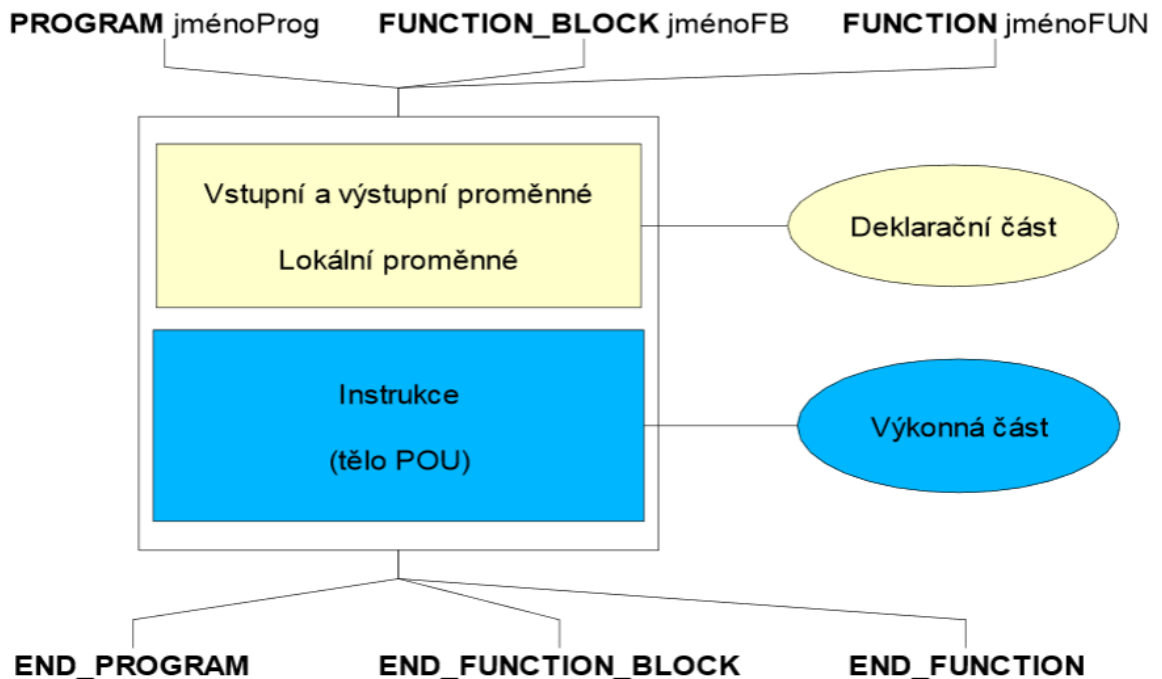 PROGRAM jménoProg FUNCTION_BLOCK jménoFB FUNCTION jménoFUN
Vstupní a výstupní proměnné
Lokální proměnné
Deklarační část
Instrukce
(tělo POU)
Výkonná část
END_PROGRAM END_FUNCTION_BLOCK END_FUNCTION